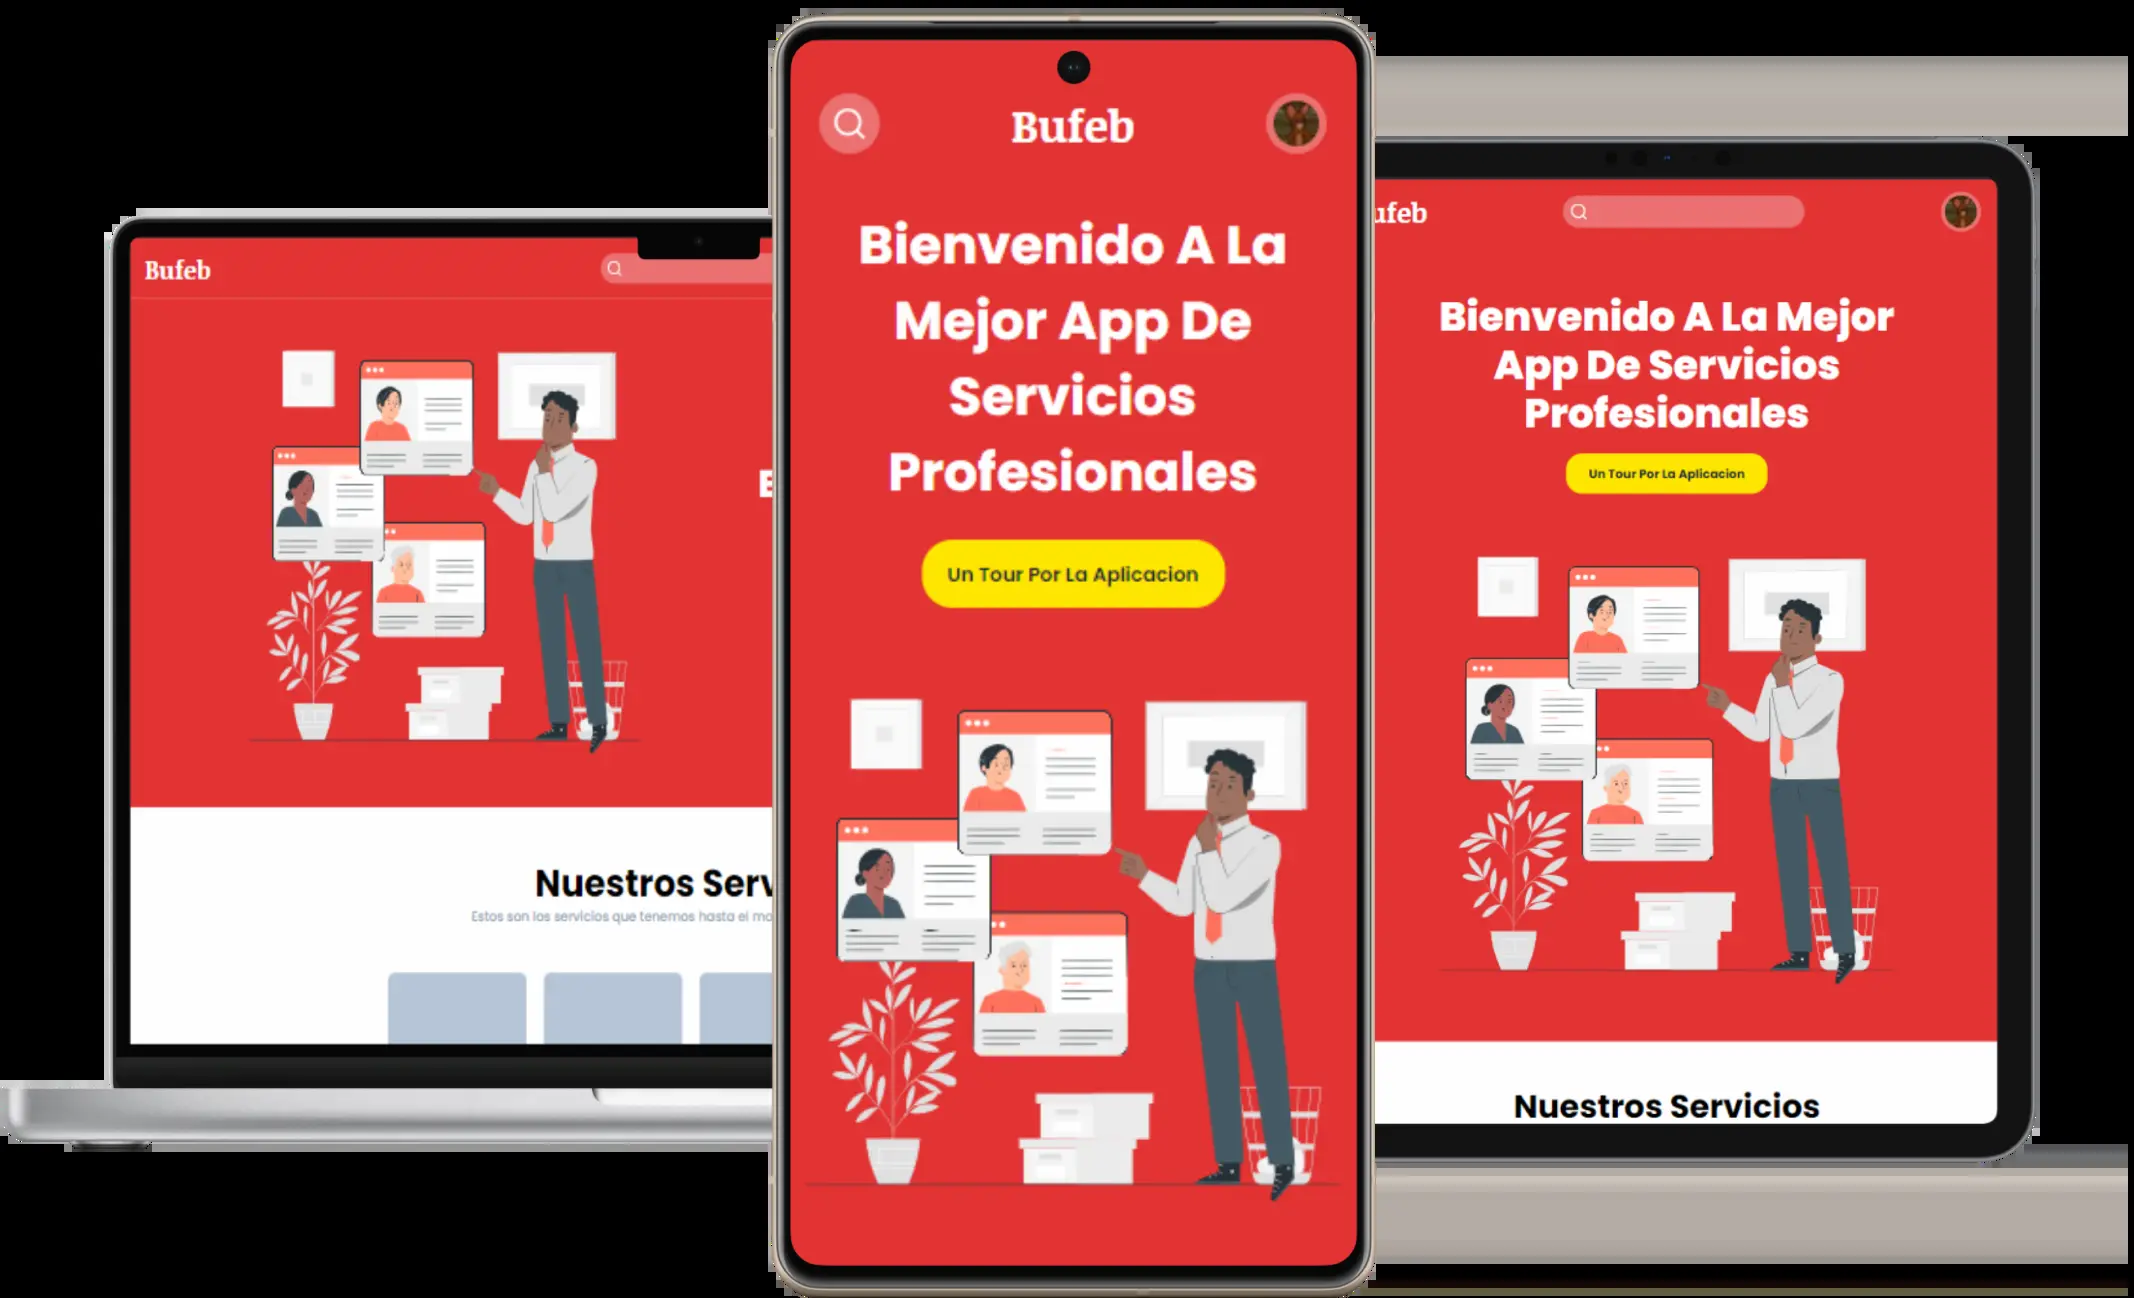 Bufeb
Nuestros Serv
Estos son los servicios que tenemos hasta el mo
Bufeb
Bienvenido A La
Mejor App De
Servicios
Profesionales
Un Tour Por La Aplicacion
ufeb
Bienvenido A La Mejor
App De Servicios
Profesionales
Un Tour Por La Aplicacion
Nuestros Servicios